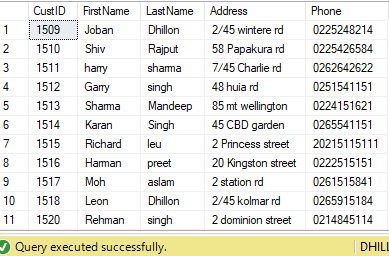 CustID FirstName LastName Address Phone
1 1509 Joban Dhillon 2/45 wintere rd 0225248214
2 1510 Shiv Rajput 58 Papakura rd 0225426584
3 1511 harry sharma 7/45 Charlie rd 0262642622
4 1512 Garry singh 48 huia rd 0251541151
5 1513 Sharma Mandeep 85 mt wellington 0224151621
6 1514 Karan Singh 45 CBD garden 0265541151
7 1515 Richard leu 2 Princess street 20215115111
8 1516 Haman preet 20 Kingston street 0222515151
9 1517 Moh aslam 2 station rd 0261515841
10 1518 Leon Dhillon 2/45 kolmar rd 0265915184
11 1520 Rehman singh 2 dominion street 0214845114
Query executed successfully. DHILL